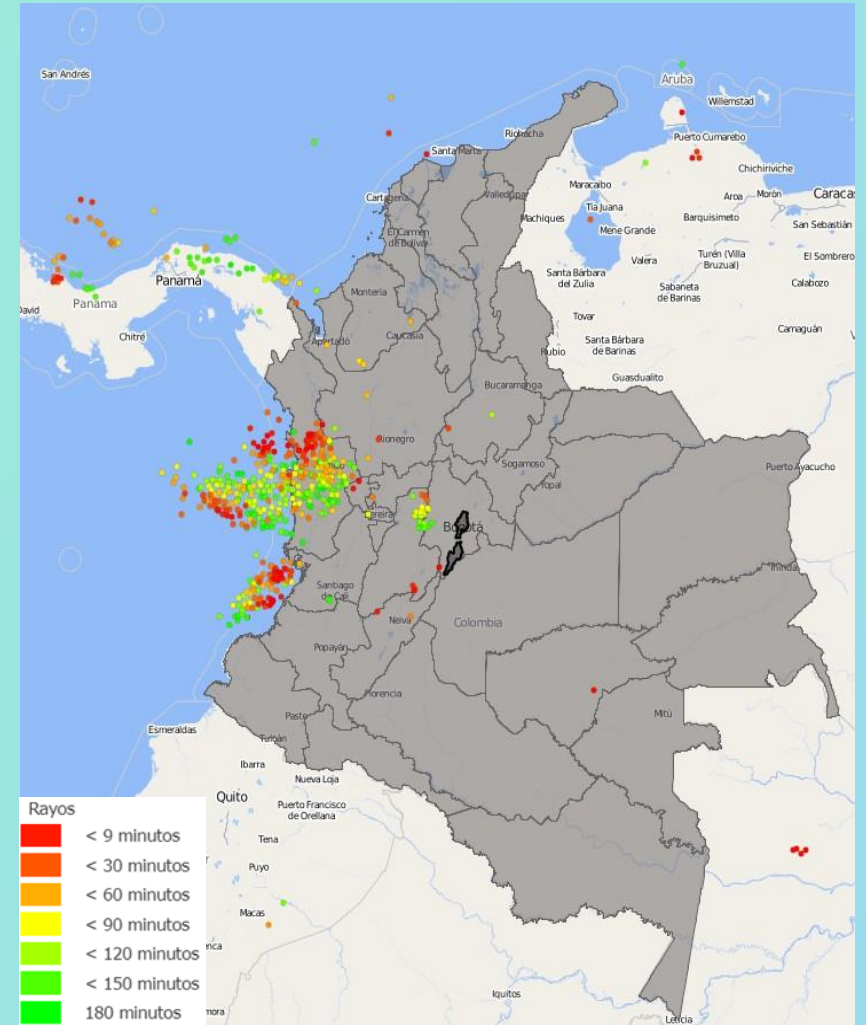 San Andrés
Aruba
Willemstad
Riohacha
Puerto Cumarebo
Santa Marta
Chichiriviche
Maracaibo
Cartagena
Valledupar
Aroa
Morón
Caracas
Tía Juana
Machiques
Barquisimeto
El Carmen
de Bolívar
Mene Grande
San Sebastián
Valera
Turén (Villa
Bruzual)
El Sombrero
Panamá
Santa Bárbara
del Zulia
Sabaneta
de Barinas
Calabozo
Montería
Panama
David
Tovar
Camaguán
Chitré
Caucasia
Apartadó
Santa Bárbara
de Barinas
Rubio
Guasdualito
Bucaramanga
Rionegro
Sogamoso
Puerto Ayacucho
Yopal
Pereira
Bogotá
Inírida
Santiago
de Cali
Neiva
Colombia
Popayán
Florencia
Mitú
Pasto
Esmeraldas
Tulcán
Ibarra
Nueva Loja
Quito
Puerto Francisco
de Orellana
Tena
Puyo
Macas
Iquitos
Leticia
Rayos
< 9 minutos
< 30 minutos
< 60 minutos
< 90 minutos
< 120 minutos
< 150 minutos
180 minutos